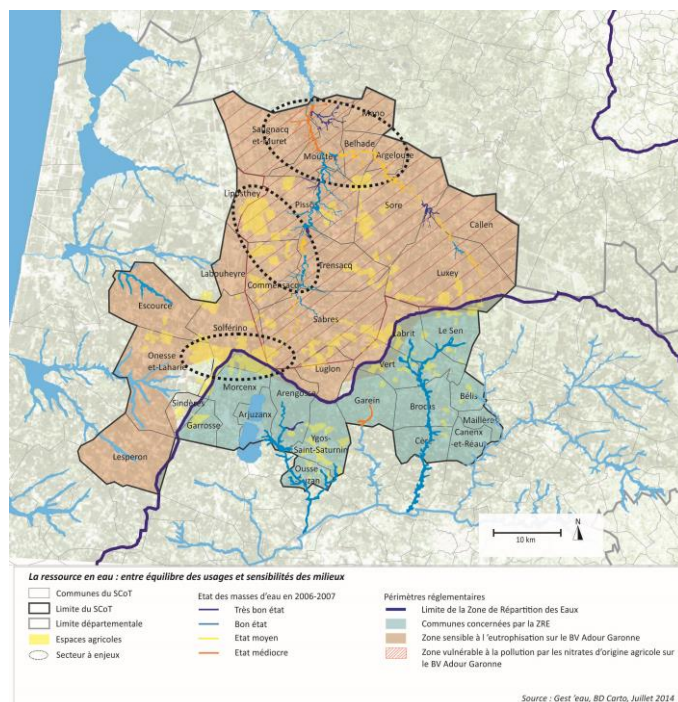 Mano
Saugnacq
et-Muret
Belhade
Moustey
Argelouse
Liposthey
Pissos
Sore
Callen
Trensacq
Labouheyre
Commensacq
Luxey
Escource
Sabres
Solférino
Labrit
Le Sen
Onesse
et-Laharie
Luglon
Vert
Morcenx
Arengosse
Garein
Bélis
Sindères
Arjuzanx
Brocas
Maillères
Garrosse
Ygos-
Saint-Saturnin
Canenx
-et-Réaut
Cère
Lesperon
Ousse
Suzan
N
10 km
La ressource en eau : entre équilibre des usages et sensibilités des milieux
Communes du SCoT
Limite du SCoT
Limite départementale
Espaces agricoles
Secteur à enjeux
Etat des masses d'eau en 2006-2007
Très bon état
Bon état
Etat moyen
Etat médiocre
Périmètres réglementaires
Limite de la Zone de Répartition des Eaux
Communes concernées par la ZRE
Zone sensible à l 'eutrophisation sur le BV Adour Garonne
Zone vulnérable à la pollution par les nitrates d'origine agricole sur
le BV Adour Garonne
Source : Gest 'eau, BD Carto, Juillet 2014